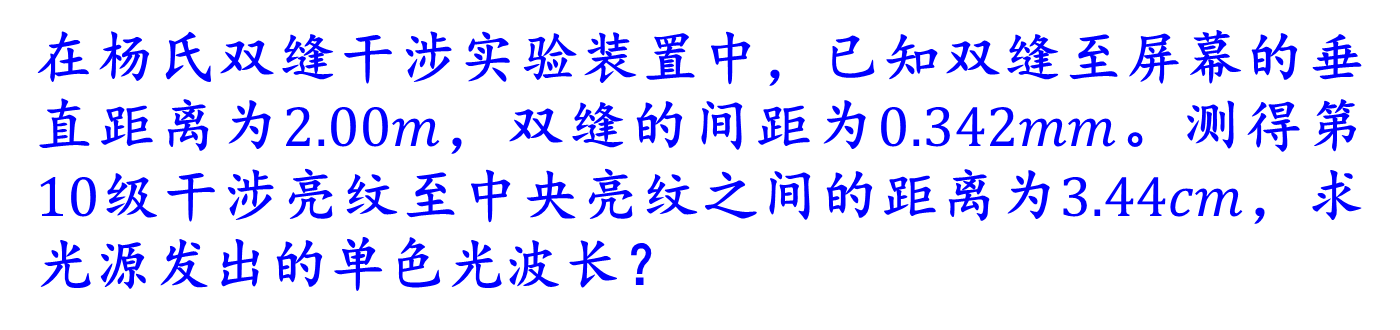 在杨氏双缝干涉实验装置中，已知双缝至屏幕的垂
直距离为2.00m，双缝的间距为0.342mm。测得第
10级干涉亮纹至中央亮纹之间的距离为3.44cm，求
光源发出的单色光波长？